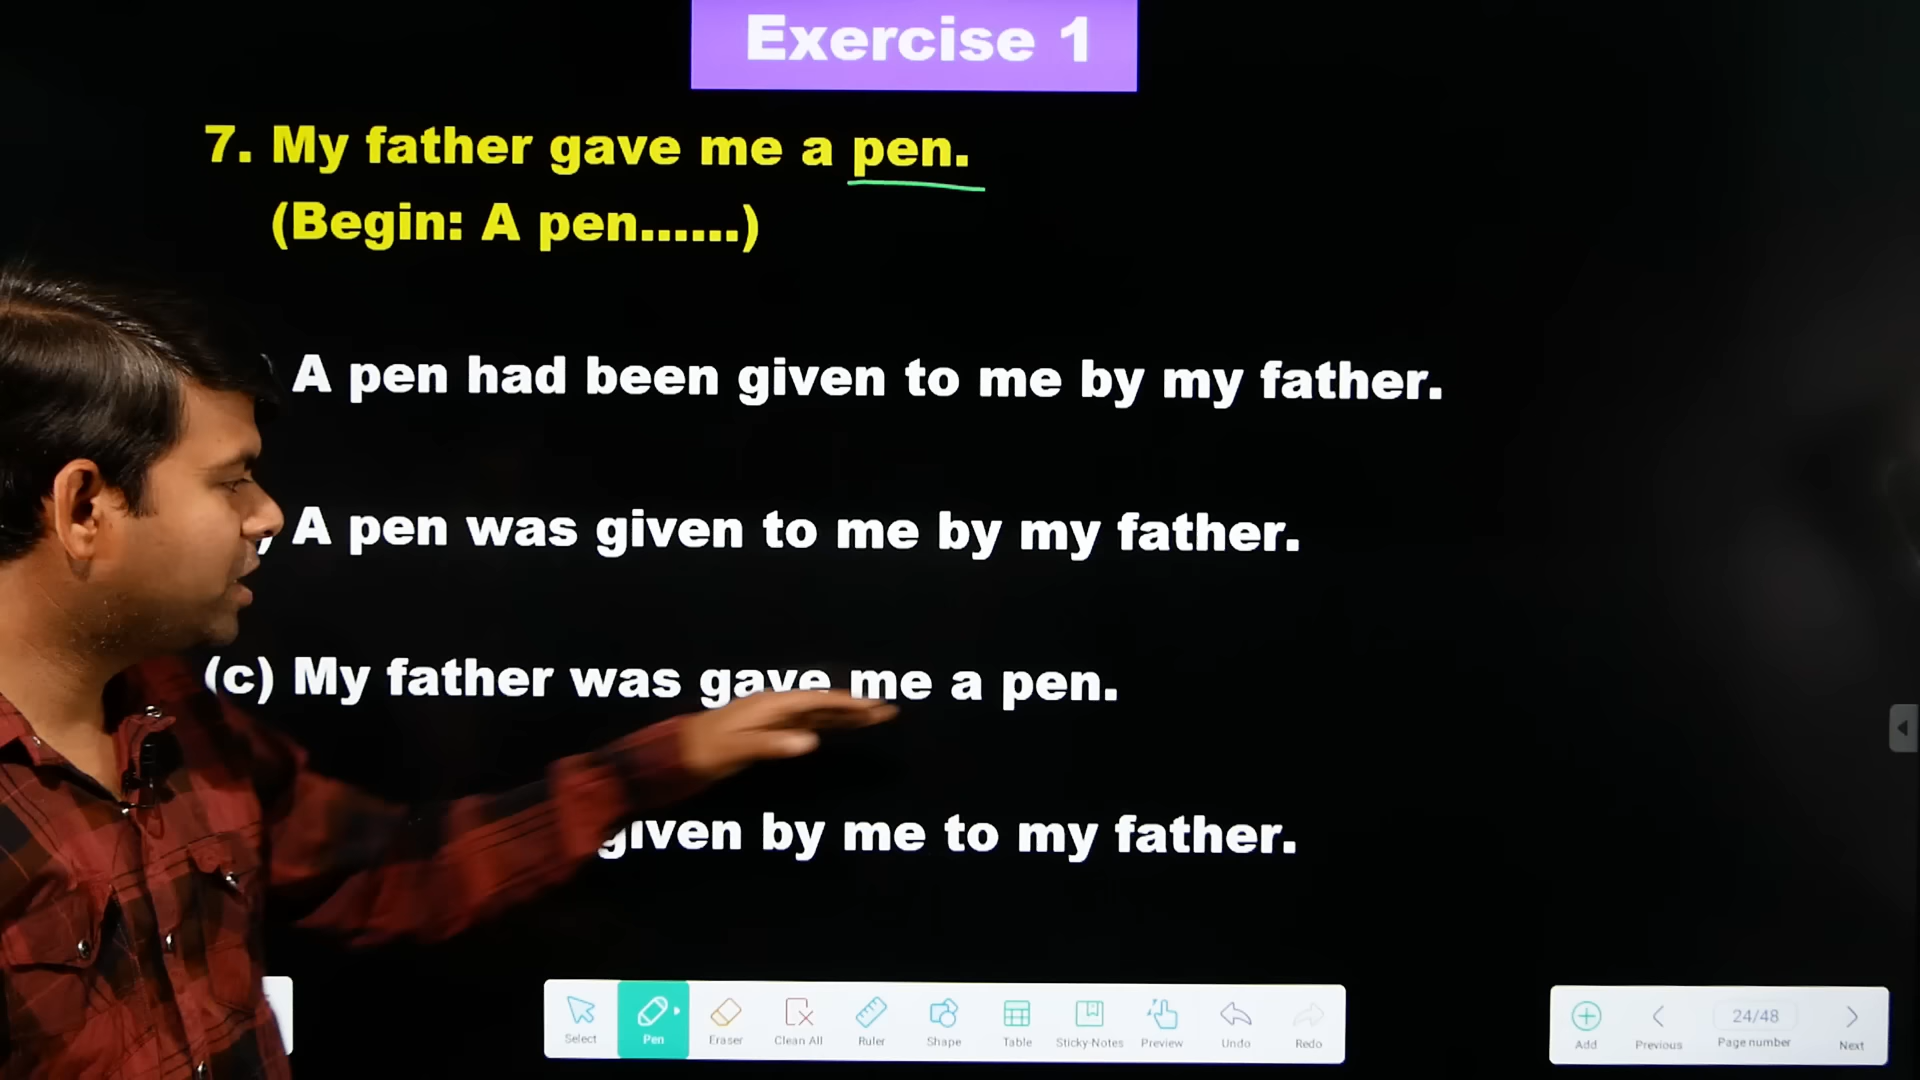 Exercise 1
7. My father gave me a pen.
(Begin: A pen......)
A pen had been given to me by my father.
A pen was given to me by my father.
(c) My father was gave me a pen.
given by me to my father.
Select
Pen
Eraser
Clean All
Ruler
Shape
Table
Sticky-Notes
Preview
Undo
Redo
Add
Previous
24/48
Page number
Next